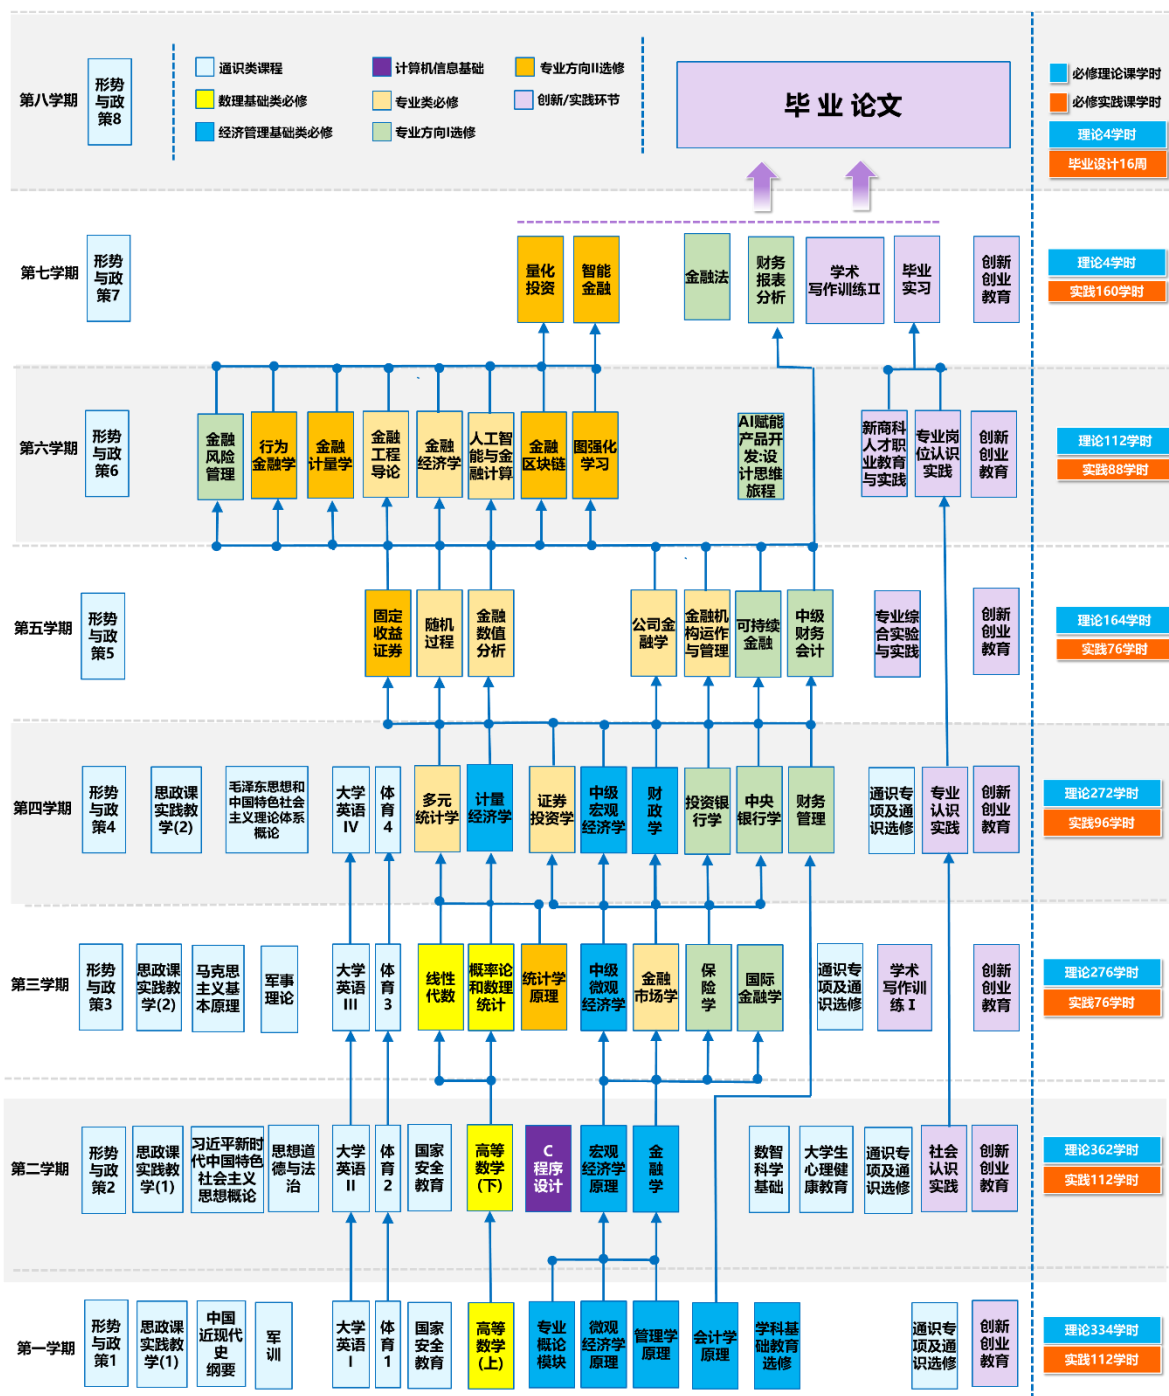 第八学期
形势
与政
策8
通识类课程
数理基础类必修
经济管理基础类必修
计算机信息基础
专业类必修
专业方向I选修
专业方向II选修
创新/实践环节
毕 业 论文
必修理论课学时
必修实践课学时
理论4学时
毕业设计16周
第七学期
形势
与政
策7
量化
投资
智能
金融
金融法
财务
报表
分析
学术
写作训练II
毕业
实习
创新
创业
教育
理论4学时
实践160学时
第六学期
形势
与政
策6
金融
风险
管理
行为
金融学
金融
计量学
金融
工程
导论
金融
经济学
人工智
能与金
融计算
金融
区块链
图强化
学习
AI赋能
产品开
发:设
计思维
旅程
新商科
人才职
业教育
与实践
专业岗
位认识
实践
创新
创业
教育
理论112学时
实践88学时
第五学期
形势
与政
策5
固定
收益
证券
随机
过程
金融
数值
分析
公司金
融学
金融机
构运作
与管理
可持续
金融
中级
财务
会计
专业综
合实验
与实践
创新
创业
教育
理论164学时
实践76学时
第四学期
形势
与政
策4
思政课
实践教
学(2)
毛泽东思想和
中国特色社会
主义理论体系
概论
大学
英语
IV
体
育
4
多元
统计学
计量
经济学
证券
投资学
中级
宏观
经济学
财
政学
投资银
行学
中央
银行学
财务
管理
通识专
项及通
识选修
专业
认识
实践
创新
创业
教育
理论272学时
实践96学时
第三学期
形势
与政
策3
思政课
实践教
学(2)
马克思
主义基
本原理
军事
理论
大学
英语
III
体
育
3
线性
代数
概率论
和数理
统计
统计学
原理
中级
微观
经济学
金融
市场学
保
险
学
国际
金融学
通识专
项及通
识选修
学术
写作训
练 I
创新
创业
教育
理论276学时
实践76学时
第二学期
形势
与政
策2
思政课
实践教
学(1)
习近平新时
代中国特色
社会主义
思想概论
思想道
德与法
治
大学
英语
II
体
育
2
国家
安全
教育
高等
数学
(下)
C
程序
设计
宏观
经济学
原理
金
融
学
数智
科学
基础
大学生
心理健
康教育
通识专
项及通
识选修
社会
认识
实践
创新
创业
教育
理论362学时
实践112学时
第一学期
形势
与政
策1
思政课
实践教
学(1)
中国
近现代
史
纲要
军
训
大学
英语
I
体
育
1
国家
安全
教育
高等
数学
(上)
专业
概论
模块
微观
经济学
原理
管理学
原理
会计学
原理
学科基
础教育
选修
通识专
项及通
识选修
创新
创业
教育
理论334学时
实践112学时